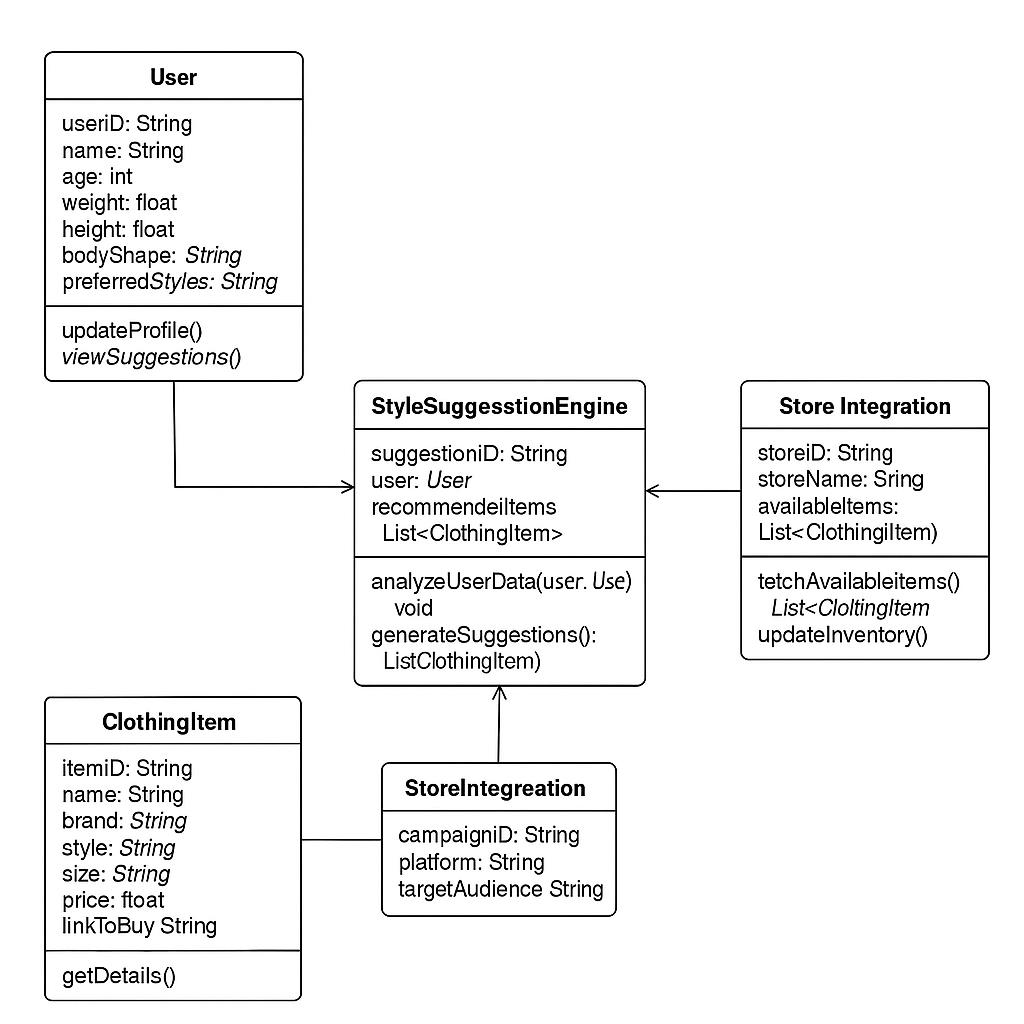 User
useriD: String
name: String
age: int
weight: float
height: float
bodyShape: String
preferredStyles: String
updateProfile()
viewSuggestions()
StyleSuggesstionEngine
suggestioniD: String
user: User
recommendeiItems
List<ClothingItem>
analyzeUserData(user. Use)
void
generateSuggestions():
ListClothingItem)
Store Integration
storeiD: String
storeName: Sring
availableItems:
List<ClothingiItem)
tetchAvailableitems()
List<CloltingItem
updateInventory()
ClothingItem
itemiD: String
name: String
brand: String
style: String
size: String
price: ftoat
linkToBuy String
getDetails()
StoreIntegreation
campaigniD: String
platform: String
targetAudience String